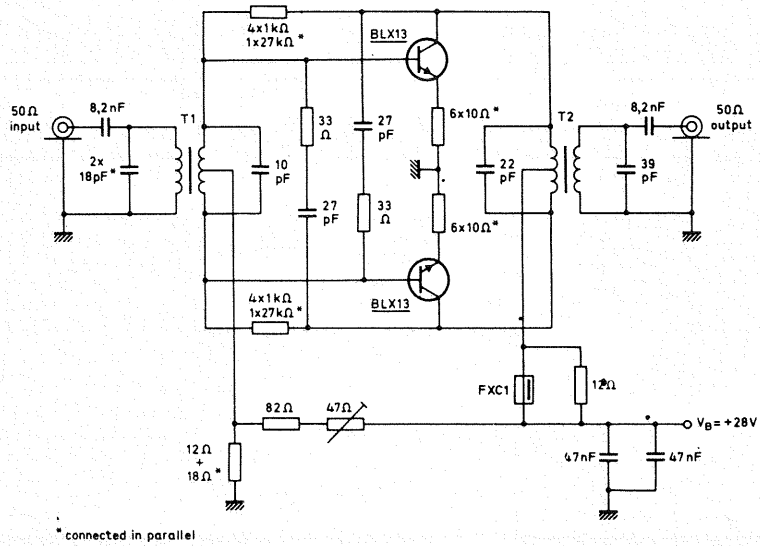 4x1kΩ
1x27kΩ*
BLX13
50Ω
input
8,2nF
T1
33
Ω
27
pF
6x10Ω*
T2
8,2nF
50Ω
output
2x
18pF*
10
pF
22
pF
39
pF
27
pF
33
Ω
6x10Ω*
4x1kΩ
1x27kΩ*
BLX13
FXC1
12Ω
82Ω
47Ω
VB=+28V
12Ω
+
18Ω*
47nF
47nF
* connected in parallel